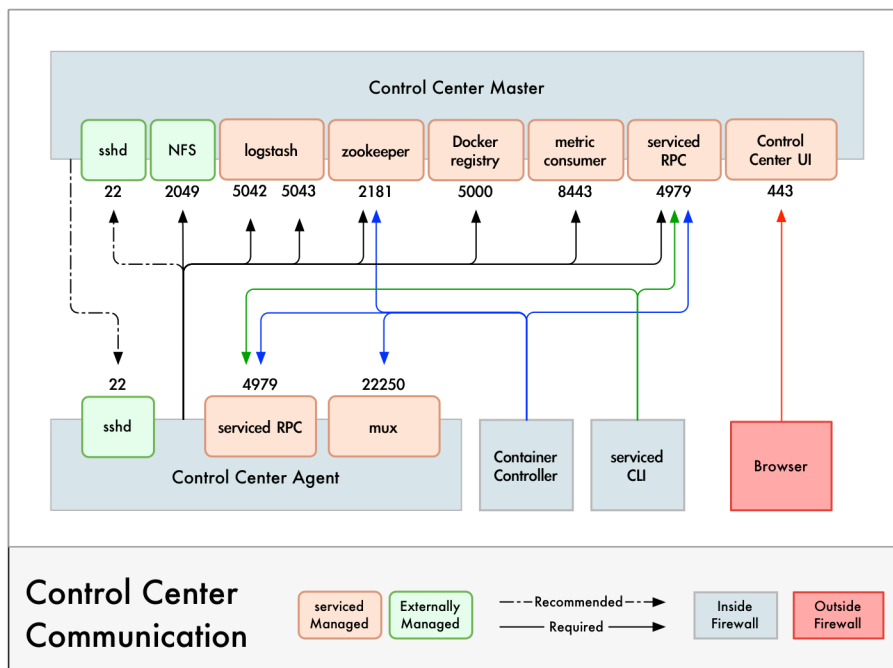 Control Center Master
sshd
NFS
logstash
zookeeper
Docker
registry
metric
consumer
serviced
RPC
Control
Center UI
22
2049
5042
5043
2181
5000
8443
4979
443
22
4979
22250
sshd
serviced RPC
mux
Control Center Agent
Container
Controller
serviced
CLI
Browser
Control Center
Communication
serviced
Managed
Externally
Managed
Recommended
Required
Inside
Firewall
Outside
Firewall